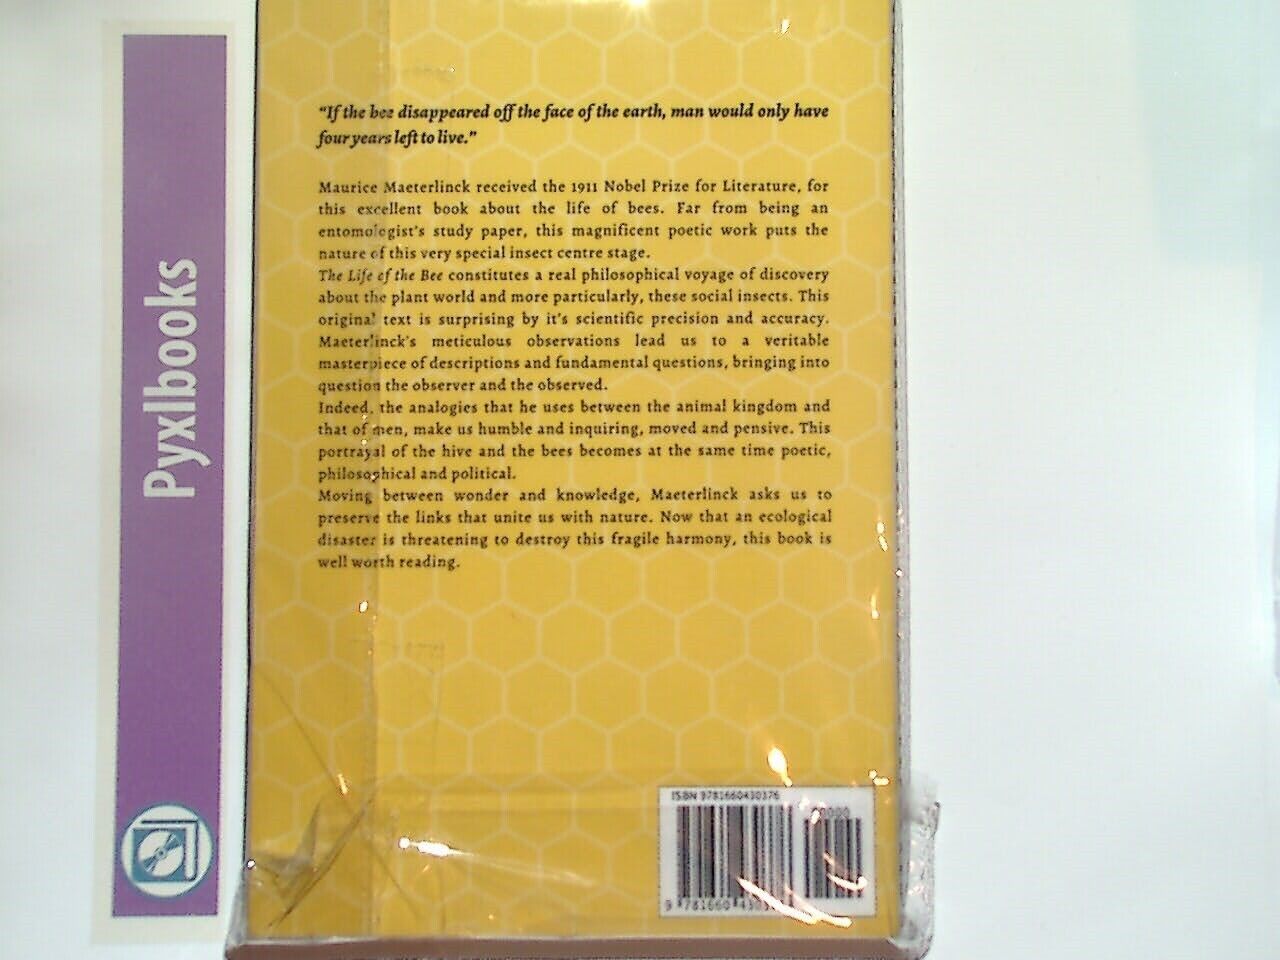 Pyxlbooks
"If the bee disappeared off the face of the earth, man would only have
four years left to live."
Maurice Maeterlinck received the 1911 Nobel Prize for Literature, for
this excellent book about the life of bees. Far from being an
entomologist's study paper, this magnificent poetic work puts the
nature of this very special insect centre stage.
The Life of the Bee constitutes a real philosophical voyage of discovery
about the plant world and more particularly, these social insects. This
original text is surprising by it's scientific precision and accuracy.
Maeterlinck's meticulous observations lead us to a veritable
masterpiece of descriptions and fundamental questions, bringing into
question the observer and the observed.
Indeed, the analogies that he uses between the animal kingdom and
that of men, make us humble and inquiring, moved and pensive. This
portrayal of the hive and the bees becomes at the same time poetic,
philosophical and political.
Moving between wonder and knowledge, Maeterlinck asks us to
preserve the links that unite us with nature. Now that an ecological
disaster is threatening to destroy this fragile harmony, this book is
well worth reading.
ISBN 9781660430376
90000
9 781660